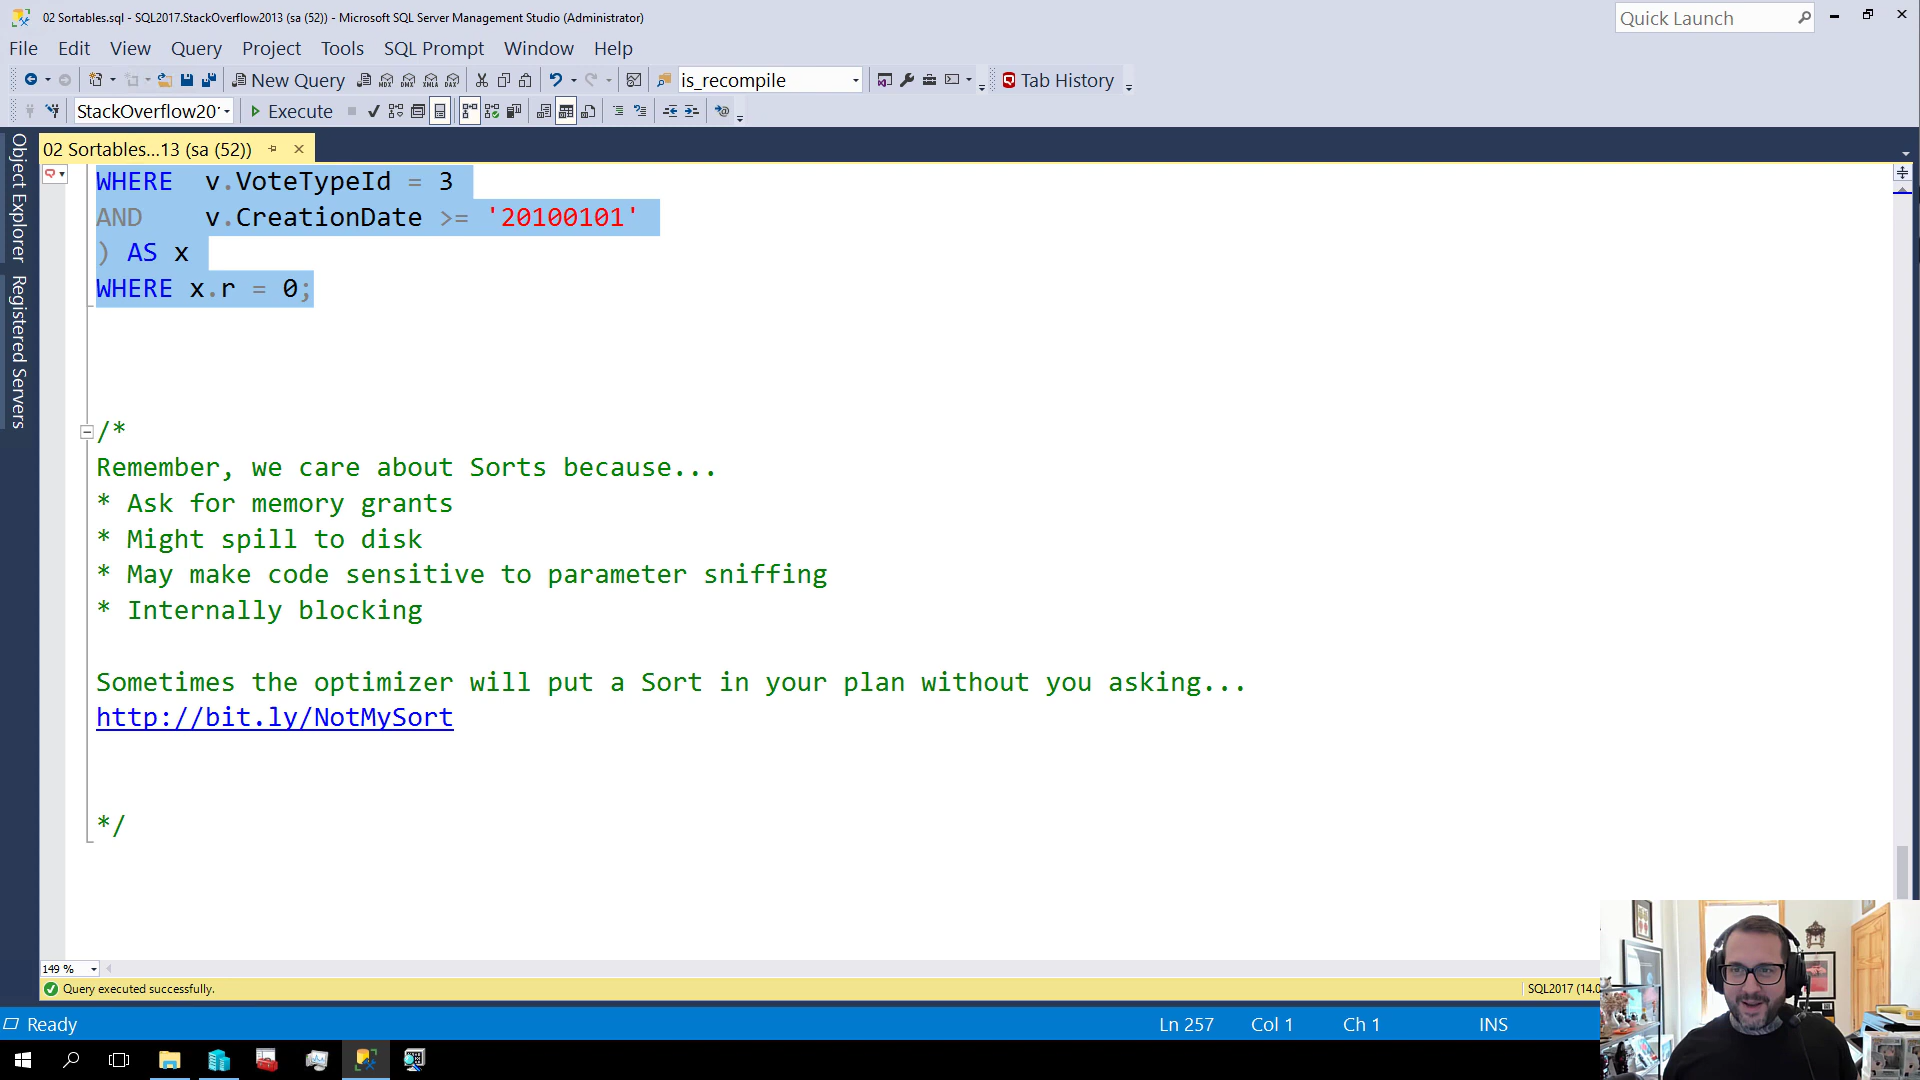 02 Sortables.sql - SQL2017.StackOverflow2013 (sa (52)) - Microsoft SQL Server Management Studio (Administrator)
Quick Launch
File Edit View Query Project Tools SQL Prompt Window Help
New Query
is_recompile
Tab History
StackOverflow201
Execute
02 Sortables...13 (sa (52))
Object Explorer
Registered Servers
WHERE v.VoteTypeId = 3
AND v.CreationDate >= '20100101'
) AS x
WHERE x.r = 0;
/*
Remember, we care about Sorts because...
* Ask for memory grants
* Might spill to disk
* May make code sensitive to parameter sniffing
* Internally blocking
Sometimes the optimizer will put a Sort in your plan without you asking...
http://bit.ly/NotMySort
*/
149 %
Query executed successfully.
SQL2017 (14.0
Ready
Ln 257 Col 1 Ch 1 INS